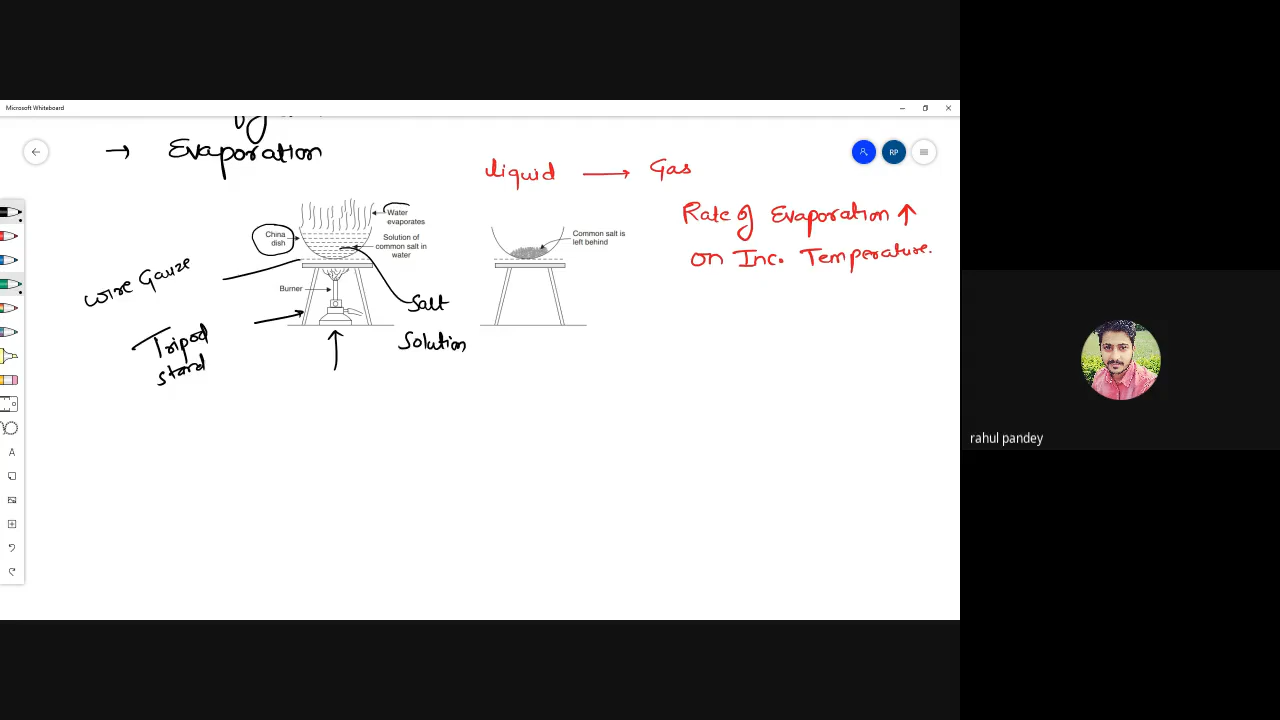 Microsoft Whiteboard
→ Evaporation
RP
liquid → Gas
Rate of Evaporation ↑
on Inc. Temperature.
Water
evaporates
China
dish
Solution of
common salt in
water
Common salt is
left behind
Wire Gauze
Burner
Salt
Solution
Tripod
stand
A
rahul pandey